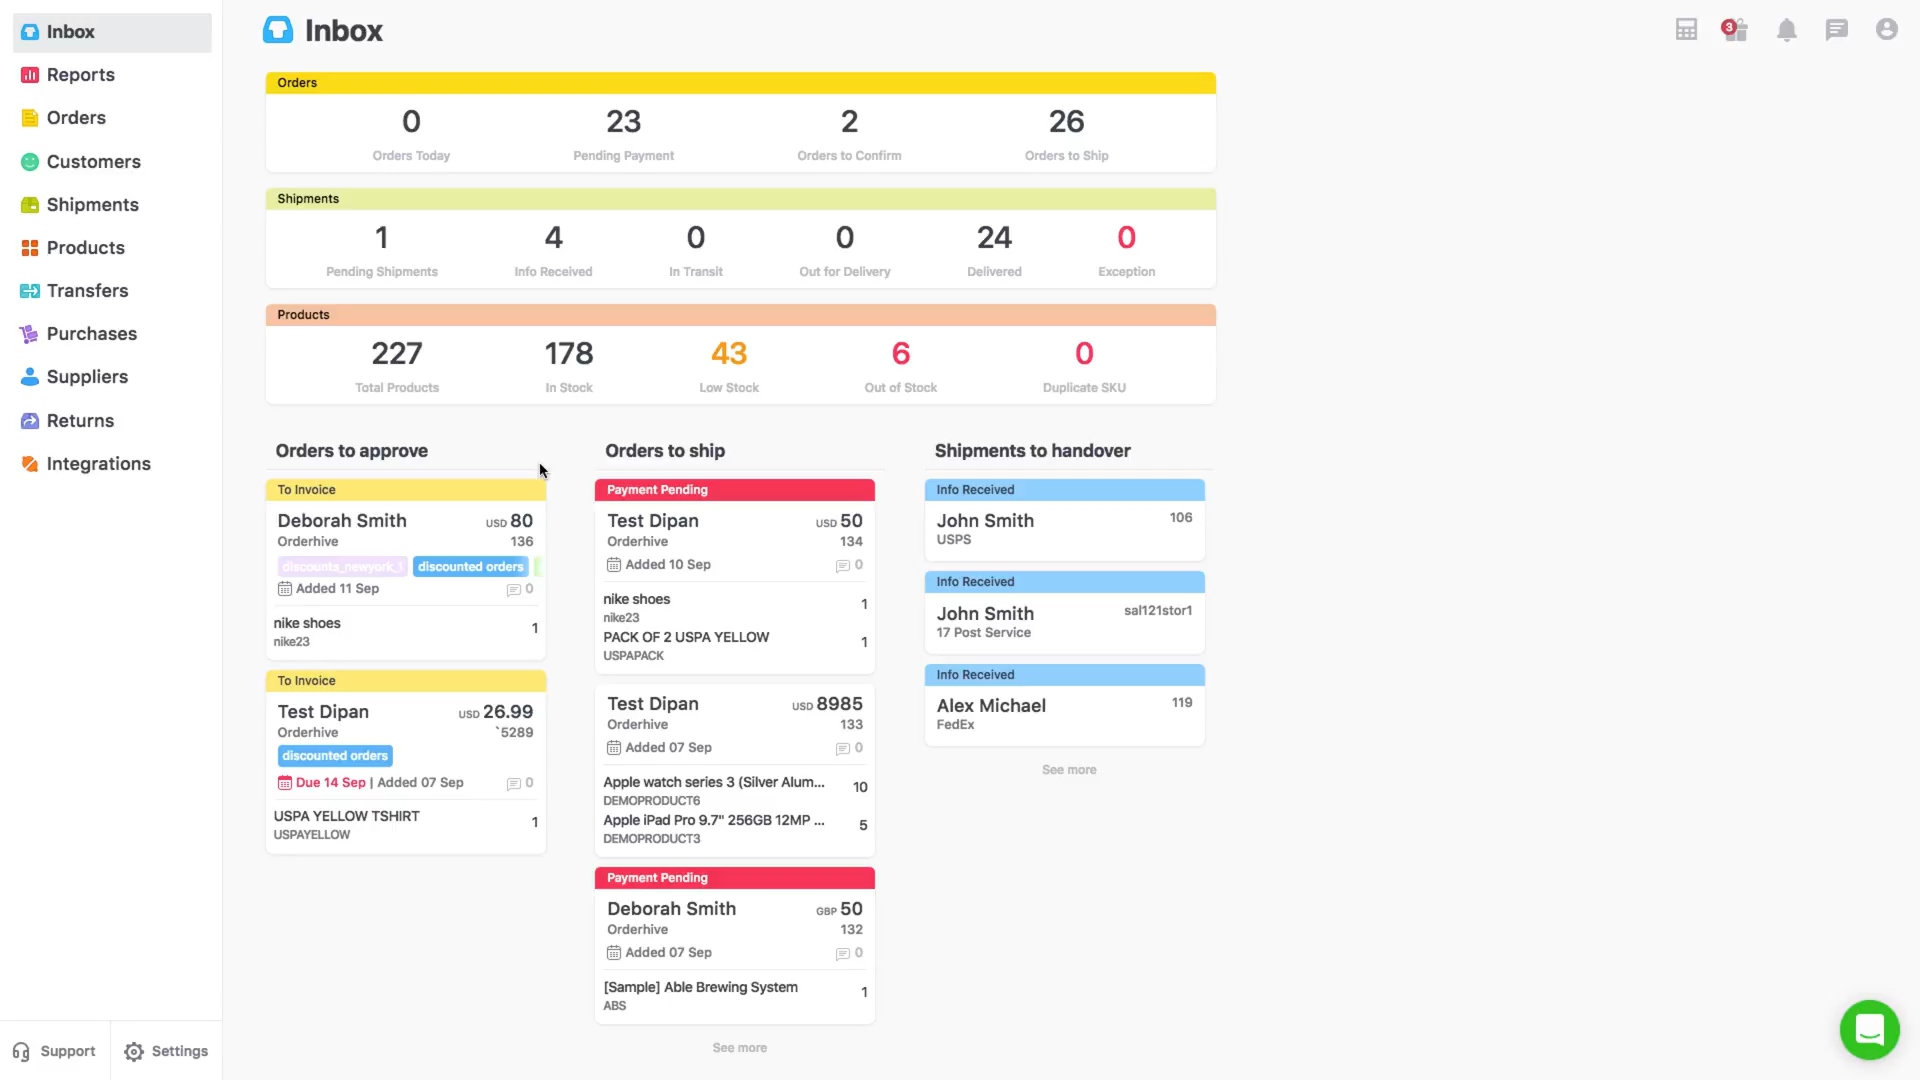 Inbox
Reports
Orders
Customers
Shipments
Products
Transfers
Purchases
Suppliers
Returns
Integrations
Support
Settings
Inbox
3
Orders
0 23 2 26
Orders Today Pending Payment Orders to Confirm Orders to Ship
Shipments
1 4 0 0 24 0
Pending Shipments Info Received In Transit Out for Delivery Delivered Exception
Products
227 178 43 6 0
Total Products In Stock Low Stock Out of Stock Duplicate SKU
Orders to approve
To Invoice
Deborah Smith USD 80
Orderhive 136
discounts_newyork_1 discounted orders
Added 11 Sep 0
nike shoes 1
nike23
To Invoice
Test Dipan USD 26.99
Orderhive `5289
discounted orders
Due 14 Sep | Added 07 Sep 0
USPA YELLOW TSHIRT 1
USPAYELLOW
Orders to ship
Payment Pending
Test Dipan USD 50
Orderhive 134
Added 10 Sep 0
nike shoes 1
nike23
PACK OF 2 USPA YELLOW 1
USPAPACK
Test Dipan USD 8985
Orderhive 133
Added 07 Sep 0
Apple watch series 3 (Silver Alum... 10
DEMOPRODUCT6
Apple iPad Pro 9.7" 256GB 12MP ... 5
DEMOPRODUCT3
Payment Pending
Deborah Smith GBP 50
Orderhive 132
Added 07 Sep 0
[Sample] Able Brewing System 1
ABS
See more
Shipments to handover
Info Received
John Smith 106
USPS
Info Received
John Smith sal121stor1
17 Post Service
Info Received
Alex Michael 119
FedEx
See more